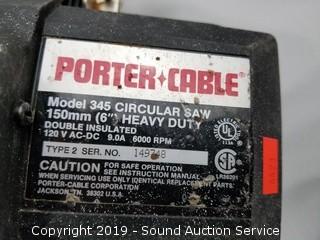 PORTER+CABLE
Model 345 CIRCULAR SAW
150mm (6") HEAVY DUTY
DOUBLE INSULATED
120 V AC-DC 9.0A 6000 RPM
TYPE 2 SER. NO.
CAUTION FOR SAFE OPERATION
SEE INSTRUCTION MANUAL.
WHEN SERVICING USE ONLY IDENTICAL REPLACEMENT PARTS.
PORTER-CABLE CORPORATION
JACKSON, TN. 38302 U.S.A.
LISTED
LR38291
Copyright 2019 - Sound Auction Service